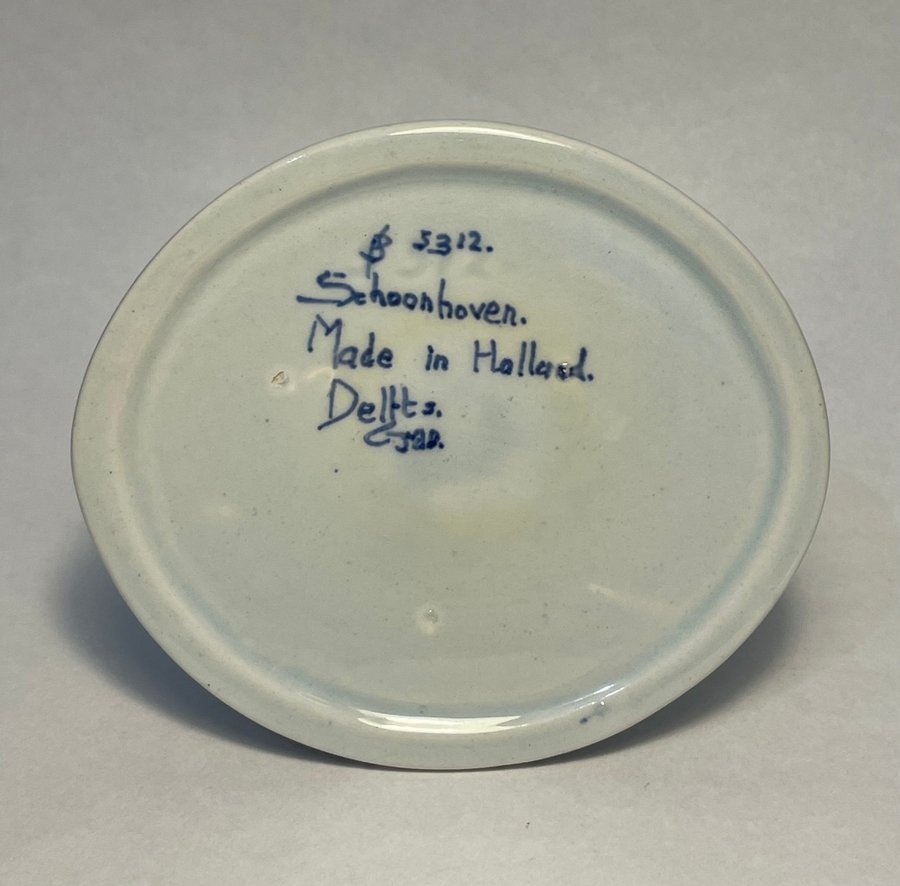 5312.
Schoonhoven.
Made in Holland.
Delfts.